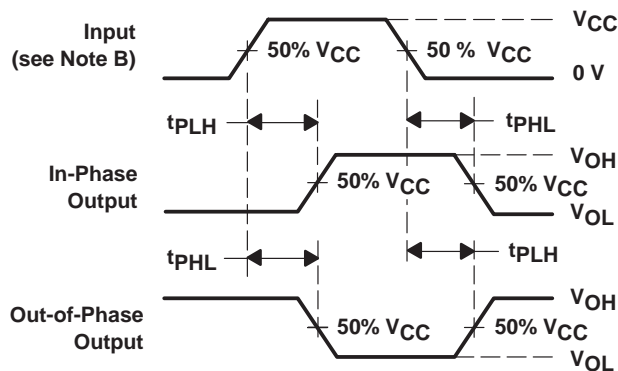 Input
(see Note B)
50% VCC
50 % VCC
VCC
0 V
tPLH
tPHL
In-Phase
Output
50% VCC
50% VCC
VOH
VOL
tPHL
tPLH
Out-of-Phase
Output
50% VCC
50% VCC
VOH
VOL